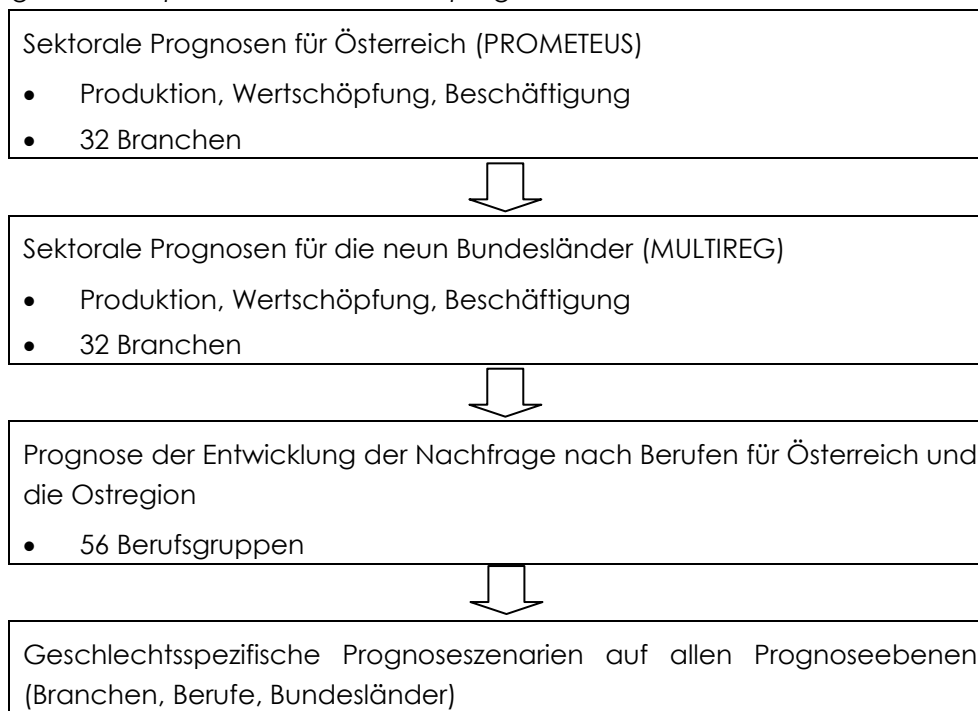 Sektorale Prognosen für Österreich (PROMETEUS)
• Produktion, Wertschöpfung, Beschäftigung
• 32 Branchen
Sektorale Prognosen für die neun Bundesländer (MULTIREG)
• Produktion, Wertschöpfung, Beschäftigung
• 32 Branchen
Prognose der Entwicklung der Nachfrage nach Berufen für Österreich und
die Ostregion
• 56 Berufsgruppen
Geschlechtsspezifische Prognoseszenarien auf allen Prognoseebenen
(Branchen, Berufe, Bundesländer)